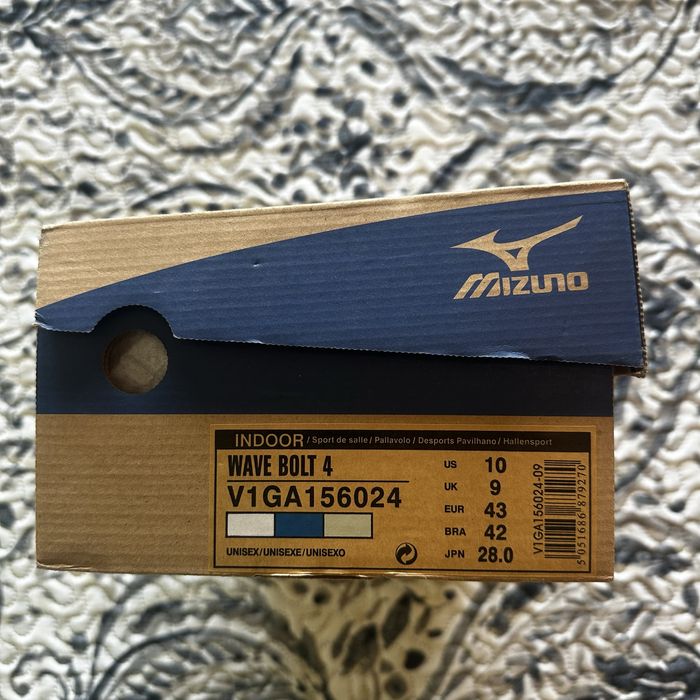 MIZUNO
INDOOR / Sport de salle / Pallavolo / Desports Pavilhano / Hallensport
WAVE BOLT 4
V1GA156024
UNISEX/UNISEXE/UNISEXO
US 10
UK 9
EUR 43
BRA 42
JPN 28.0
V1GA156024-09
5 051686 879270